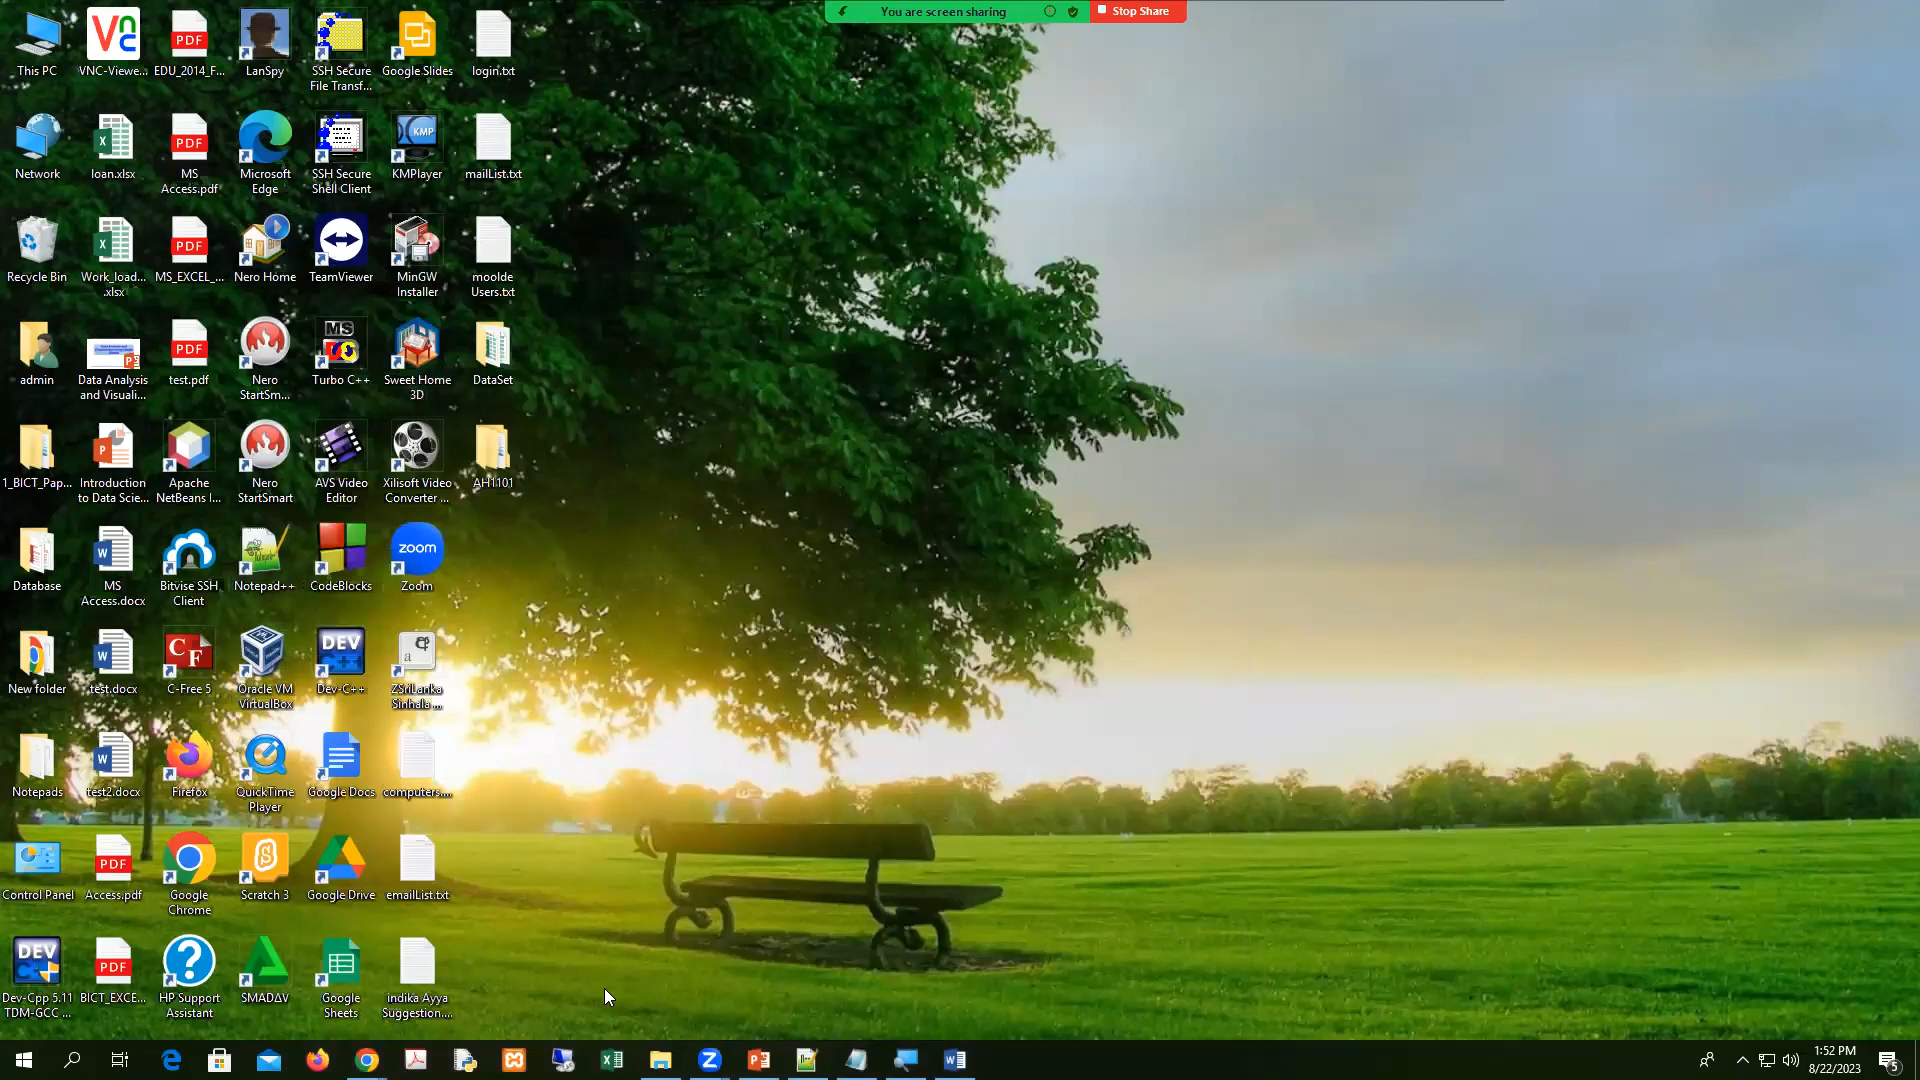 You are screen sharing
Stop Share
This PC
VNC-Viewe...
EDU_2014_F...
LanSpy
SSH Secure
File Transf...
Google Slides
login.txt
Network
loan.xlsx
MS
Access.pdf
Microsoft
Edge
SSH Secure
Shell Client
KMPlayer
mailList.txt
Recycle Bin
Work_load...
.xlsx
MS_EXCEL_...
Nero Home
TeamViewer
MinGW
Installer
moolde
Users.txt
admin
Data Analysis
and Visuali...
test.pdf
Nero
StartSm...
Turbo C++
Sweet Home
3D
DataSet
1_BICT_Pap...
Introduction
to Data Scie...
Apache
NetBeans I...
Nero
StartSmart
AVS Video
Editor
Xilisoft Video
Converter ...
AH1101
Database
MS
Access.docx
Bitvise SSH
Client
Notepad++
CodeBlocks
Zoom
New folder
test.docx
C-Free 5
Oracle VM
VirtualBox
Dev-C++
ZSriLanka
Sinhala ...
Notepads
test2.docx
Firefox
QuickTime
Player
Google Docs
computers....
Control Panel
Access.pdf
Google
Chrome
Scratch 3
Google Drive
emailList.txt
Dev-Cpp 5.11
TDM-GCC ...
BICT_EXCE...
HP Support
Assistant
SMADΔV
Google
Sheets
indika Ayya
Suggestion....
1:52 PM
8/22/2023
5